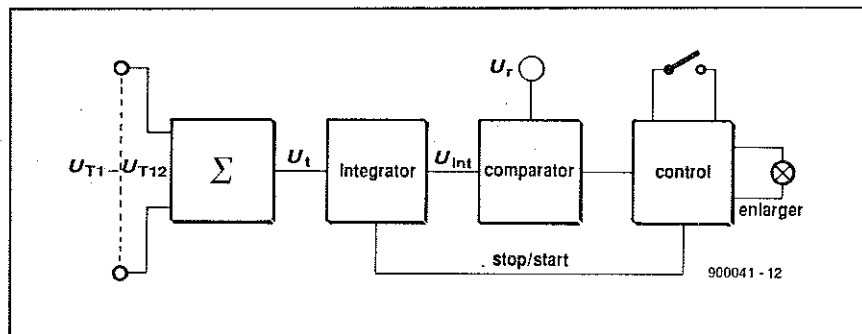 U_r
U_T1 – U_T12
Σ
U_t
Integrator
U_Int
comparator
control
enlarger
stop/start
900041 - 12